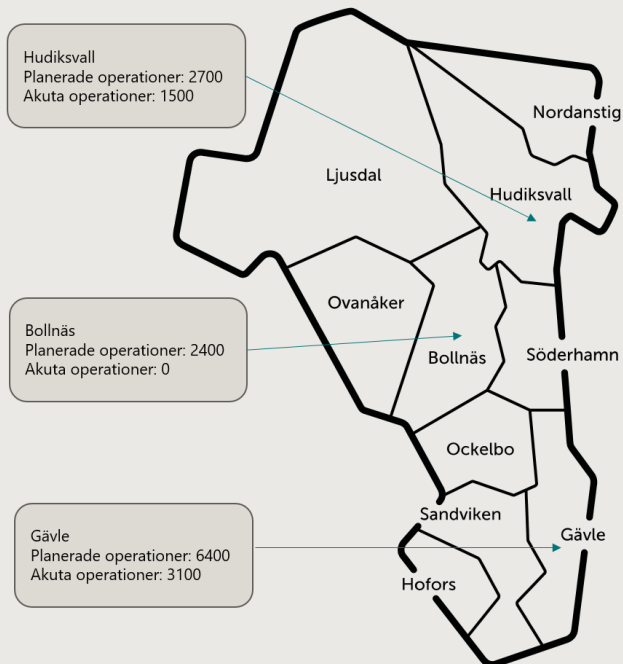 Hudiksvall
Planerade operationer: 2700
Akuta operationer: 1500
Nordanstig
Ljusdal
Hudiksvall
Ovanåker
Bollnäs
Planerade operationer: 2400
Akuta operationer: 0
Bollnäs
Söderhamn
Ockelbo
Sandviken
Gävle
Planerade operationer: 6400
Akuta operationer: 3100
Gävle
Hofors